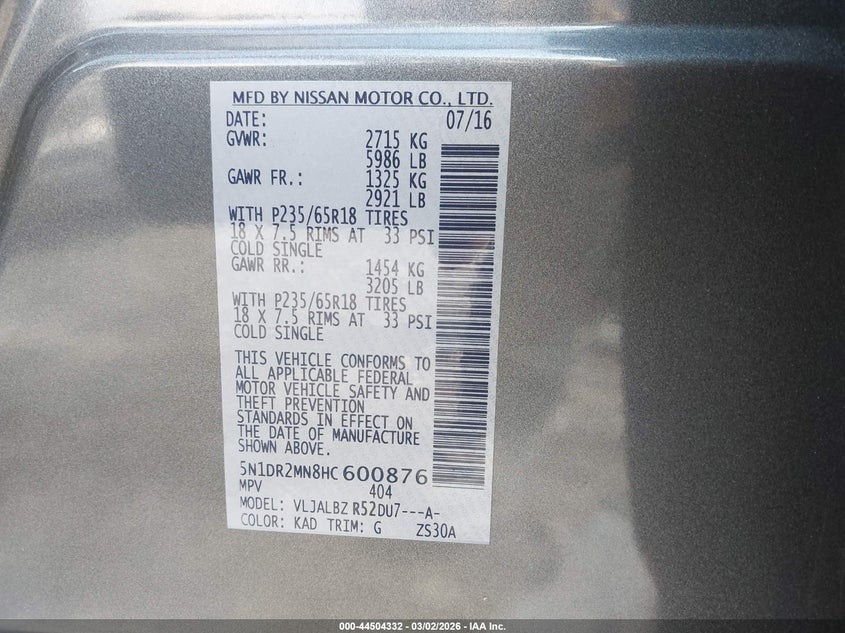 MFD BY NISSAN MOTOR CO., LTD.
DATE: 07/16
GVWR: 2715 KG
5986 LB
GAWR FR.: 1325 KG
2921 LB
WITH P235/65R18 TIRES
18 X 7.5 RIMS AT 33 PSI
COLD SINGLE
GAWR RR.: 1454 KG
3205 LB
WITH P235/65R18 TIRES
18 X 7.5 RIMS AT 33 PSI
COLD SINGLE
THIS VEHICLE CONFORMS TO
ALL APPLICABLE FEDERAL
MOTOR VEHICLE SAFETY AND
THEFT PREVENTION
STANDARDS IN EFFECT ON
THE DATE OF MANUFACTURE
SHOWN ABOVE.
5N1DR2MN8HC600876
MPV 404
MODEL: VLJALBZ R52DU7---A-
COLOR: KAD TRIM: G ZS30A
000-44504332 - 03/02/2026 - IAA Inc.